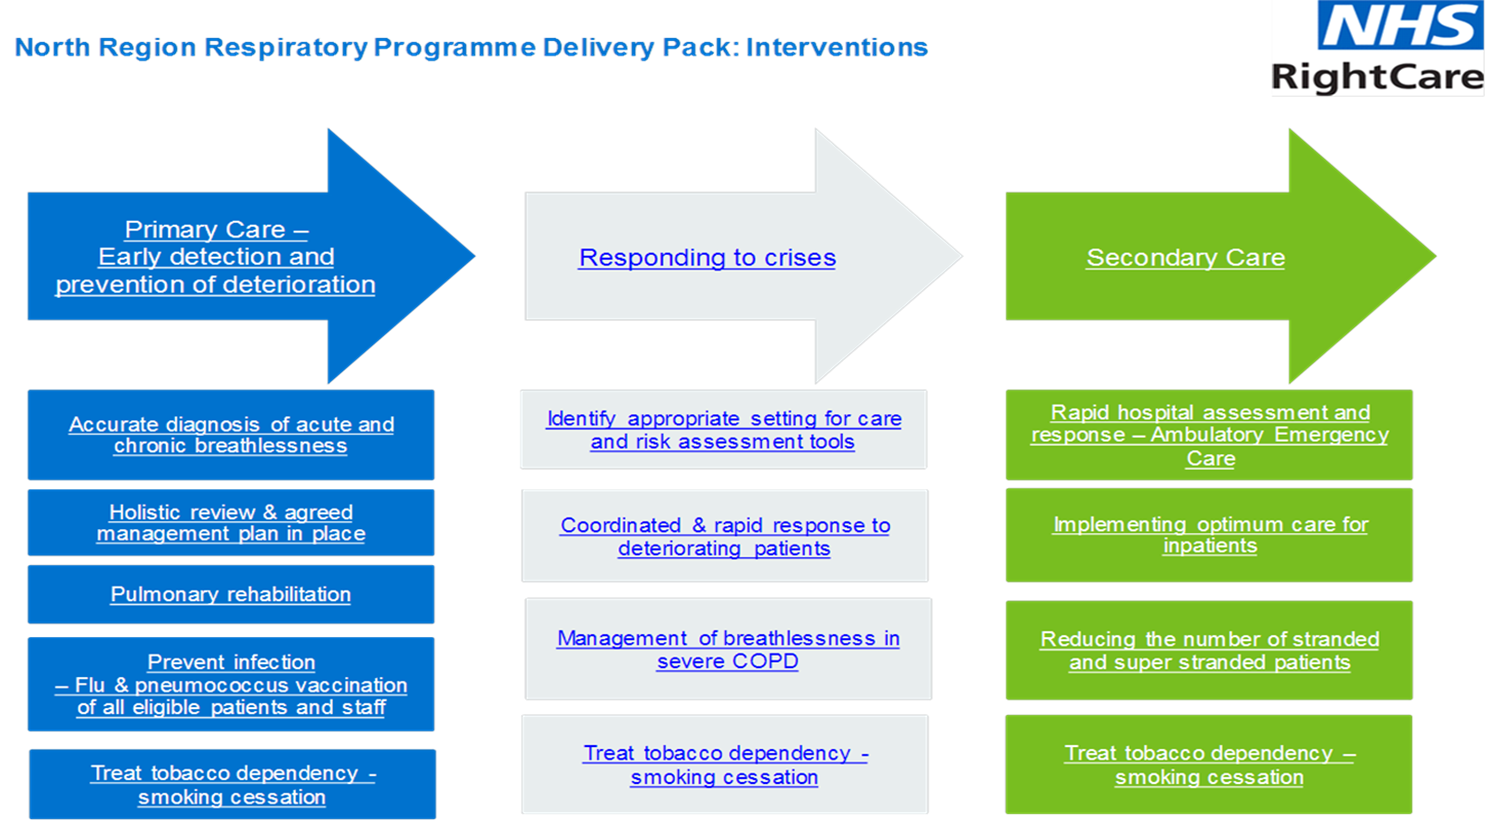 North Region Respiratory Programme Delivery Pack: Interventions
NHS
RightCare
Primary Care –
Early detection and
prevention of deterioration
Accurate diagnosis of acute and
chronic breathlessness
Holistic review & agreed
management plan in place
Pulmonary rehabilitation
Prevent infection
– Flu & pneumococcus vaccination
of all eligible patients and staff
Treat tobacco dependency -
smoking cessation
Responding to crises
Identify appropriate setting for care
and risk assessment tools
Coordinated & rapid response to
deteriorating patients
Management of breathlessness in
severe COPD
Treat tobacco dependency -
smoking cessation
Secondary Care
Rapid hospital assessment and
response – Ambulatory Emergency
Care
Implementing optimum care for
inpatients
Reducing the number of stranded
and super stranded patients
Treat tobacco dependency –
smoking cessation